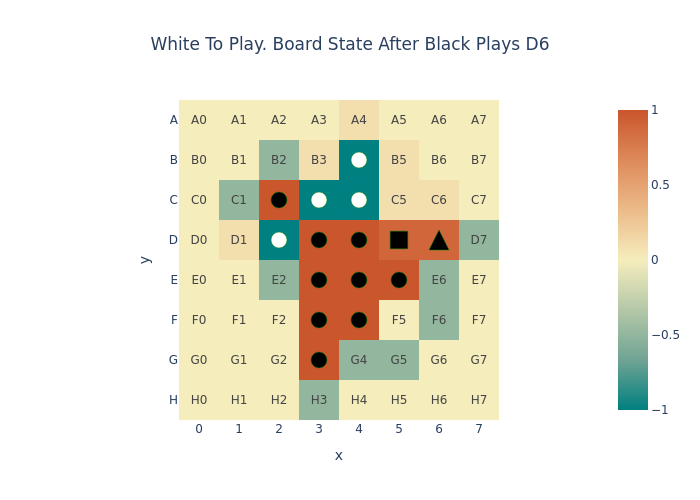 White To Play. Board State After Black Plays D6
A A0 A1 A2 A3 A4 A5 A6 A7
B B0 B1 B2 B3 B5 B6 B7
C C0 C1 C5 C6 C7
D D0 D1 D7
E E0 E1 E2 E6 E7
F F0 F1 F2 F5 F6 F7
G G0 G1 G2 G4 G5 G6 G7
H H0 H1 H2 H3 H4 H5 H6 H7
0 1 2 3 4 5 6 7
x
y
1
0.5
0
−0.5
−1